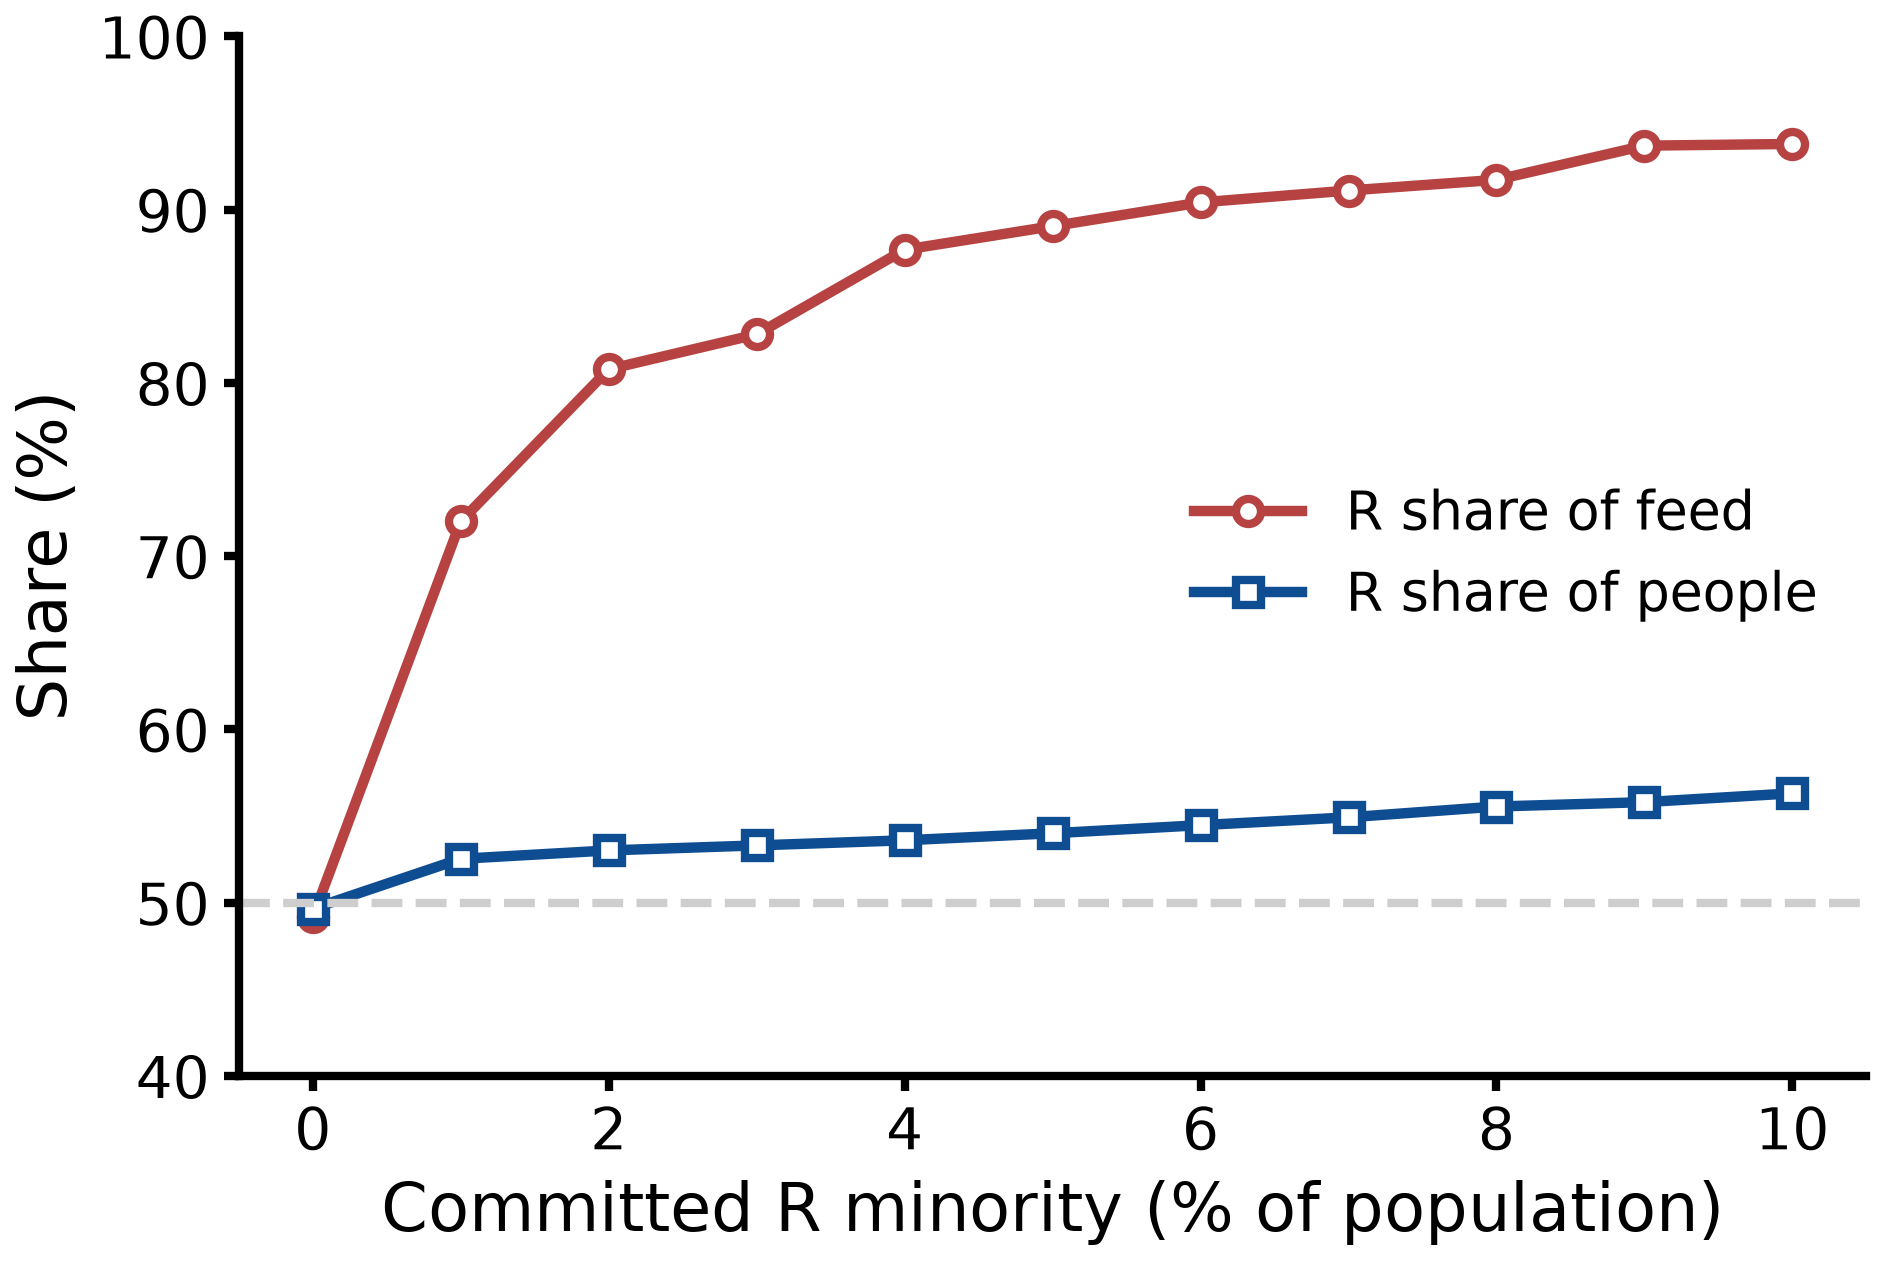 100
90
80
70
60
50
40
Share (%)
R share of feed
R share of people
0 2 4 6 8 10
Committed R minority (% of population)